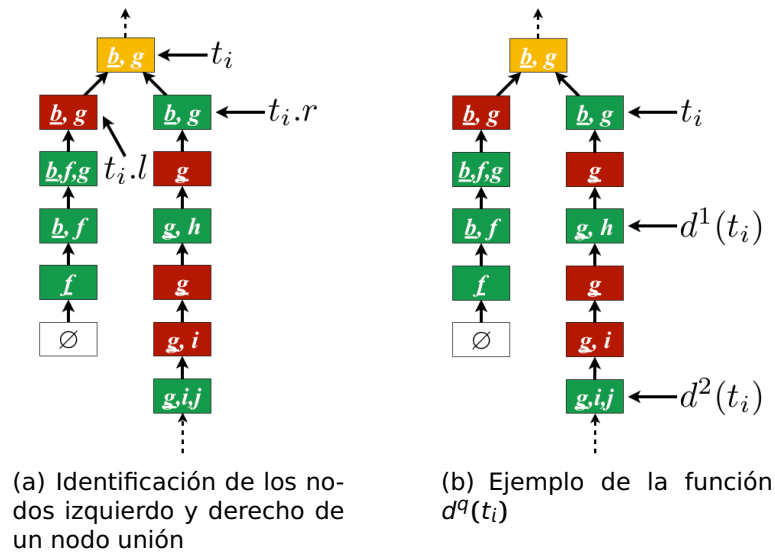 b, g
t_i
b, g
b, g
t_i.r
t_i.l
b,f,g
g
b, f
g, h
f
g
∅
g, i
g,i,j
(a) Identificación de los no-
dos izquierdo y derecho de
un nodo unión
b, g
b, g
b, g
t_i
b,f,g
g
b, f
g, h
d^1(t_i)
f
g
∅
g, i
g,i,j
d^2(t_i)
(b) Ejemplo de la función
d^q(t_i)